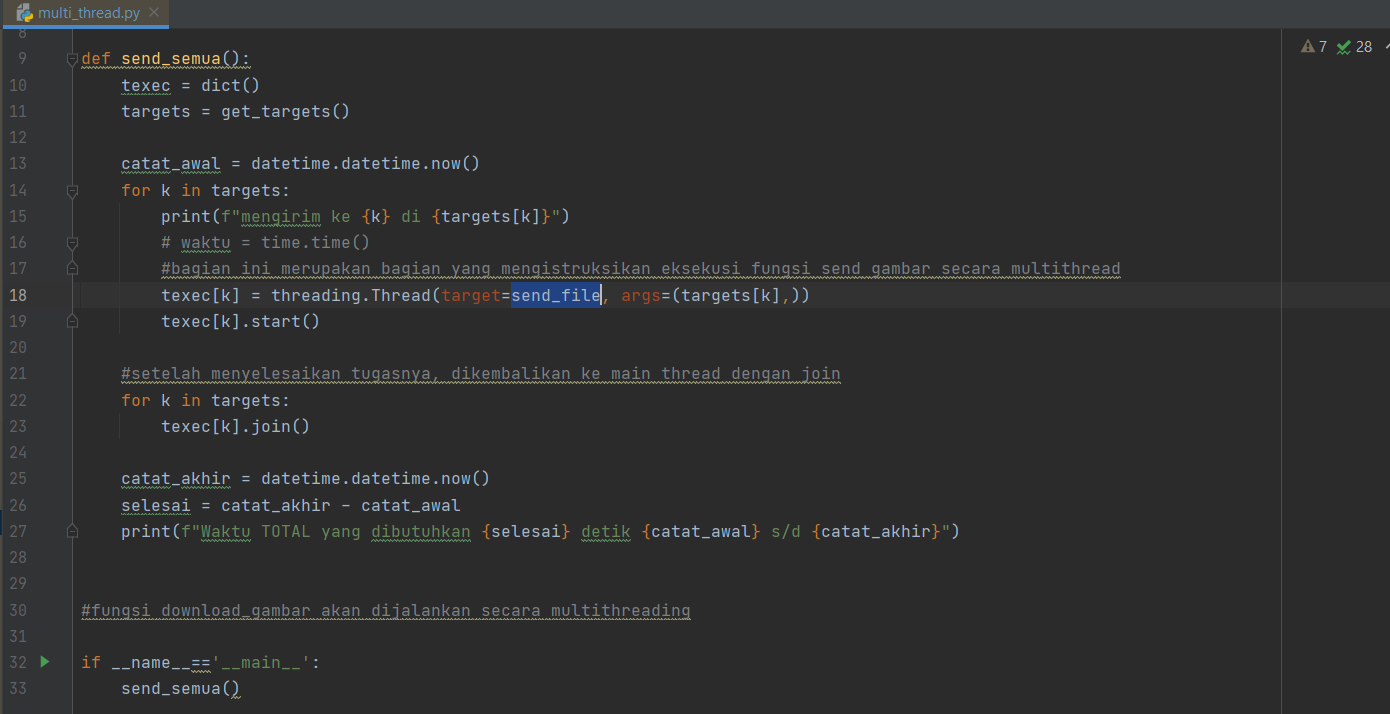 multi_thread.py
7 28
8
9 def send_semua():
10 texec = dict()
11 targets = get_targets()
12
13 catat_awal = datetime.datetime.now()
14 for k in targets:
15 print(f"mengirim ke {k} di {targets[k]}")
16 # waktu = time.time()
17 #bagian ini merupakan bagian yang mengistruksikan eksekusi fungsi send gambar secara multithread
18 texec[k] = threading.Thread(target=send_file, args=(targets[k],))
19 texec[k].start()
20
21 #setelah menyelesaikan tugasnya, dikembalikan ke main thread dengan join
22 for k in targets:
23 texec[k].join()
24
25 catat_akhir = datetime.datetime.now()
26 selesai = catat_akhir - catat_awal
27 print(f"Waktu TOTAL yang dibutuhkan {selesai} detik {catat_awal} s/d {catat_akhir}")
28
29
30 #fungsi download_gambar akan dijalankan secara multithreading
31
32 if __name__=='__main__':
33 send_semua()